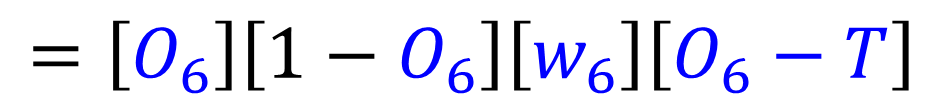 = [O₆][1 − O₆][w₆][O₆ − T]